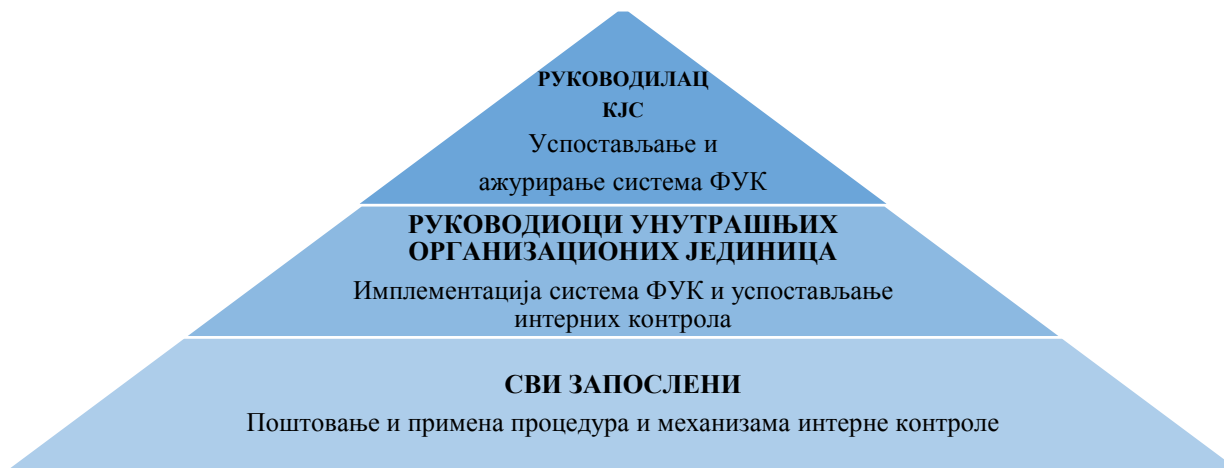 РУКОВОДИЛАЦ
КЈС
Успостављање и
ажурирање система ФУК
РУКОВОДИОЦИ УНУТРАШЊИХ
ОРГАНИЗАЦИОНИХ ЈЕДИНИЦА
Имплементација система ФУК и успостављање
интерних контрола
СВИ ЗАПОСЛЕНИ
Поштовање и примена процедура и механизама интерне контроле